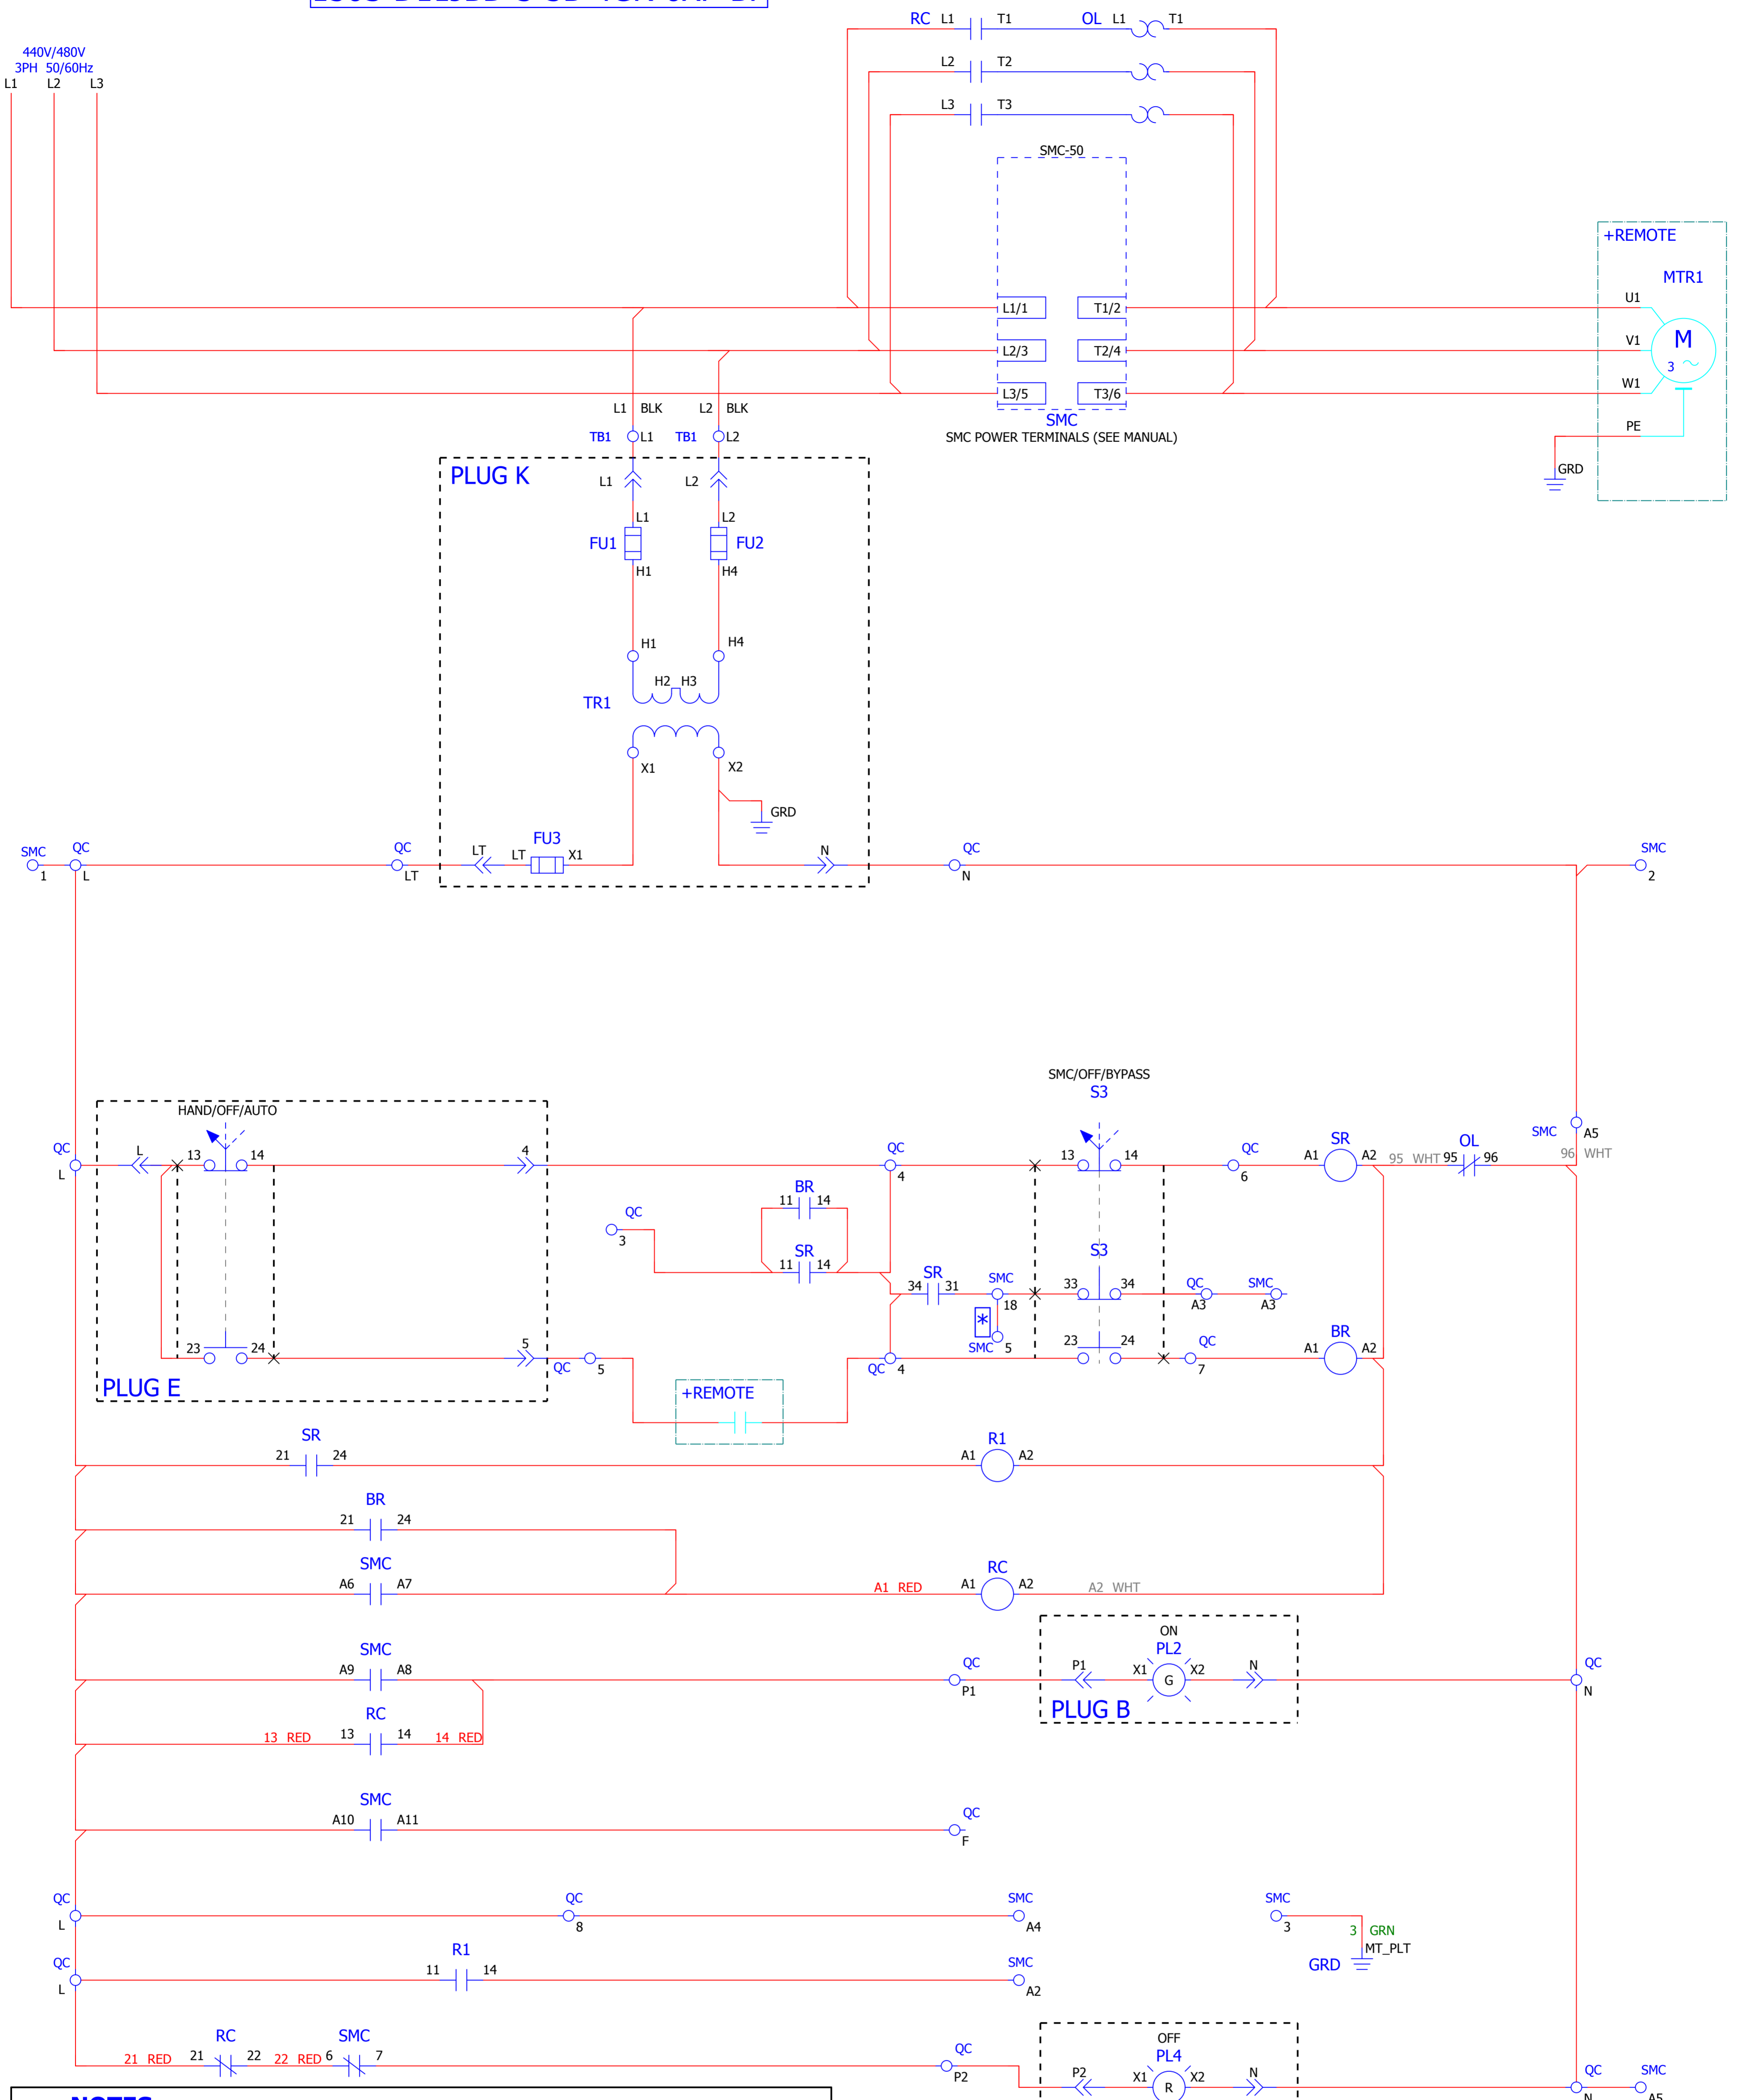 RC L1 T1 OL L1 T1
440V/480V
3PH 50/60Hz
L1 L2 L3
L2 T2
L3 T3
SMC-50
+REMOTE
MTR1
L1/1 T1/2 U1
L2/3 T2/4 V1 M
3
L3/5 T3/6 W1
L1 BLK L2 BLK
SMC
SMC POWER TERMINALS (SEE MANUAL)
PE
TB1 L1 TB1 L2
GRD
PLUG K
L1 L2
L1 L2
FU1 FU2
H1 H4
H1 H4
H2 H3
TR1
X1 X2
GRD
SMC QC QC LT LT FU3 X1 N QC SMC
1 L LT N 2
SMC/OFF/BYPASS
S3
HAND/OFF/AUTO
QC L 13 14 4 QC 13 14 QC SR OL SMC A5
L 4 6 A1 A2 95 WHT 95 96 96 WHT
BR
11 14
QC
3
SR
11 14
S3
SR
34 31 SMC 33 34 QC SMC
18 A3 A3
*
SMC 5
23 24 5 QC 5 QC 4 23 24 QC 7 BR A1 A2
PLUG E
+REMOTE
SR
21 24
R1
A1 A2
BR
21 24
SMC
A6 A7
RC
A1 RED A1 A2 A2 WHT
ON
SMC
A9 A8
QC
P1
P1 PL2 X1 G X2 N
QC
N
PLUG B
RC
13 RED 13 14 14 RED
SMC
A10 A11
QC
F
QC QC SMC SMC
L 8 A4 3
3 GRN
MT_PLT
GRD
QC R1 SMC
L 11 14 A2
OFF
RC SMC
21 RED 21 22 22 RED 6 7
QC
P2
P2 PL4 X1 R X2 N
QC SMC
N A5
NOTES